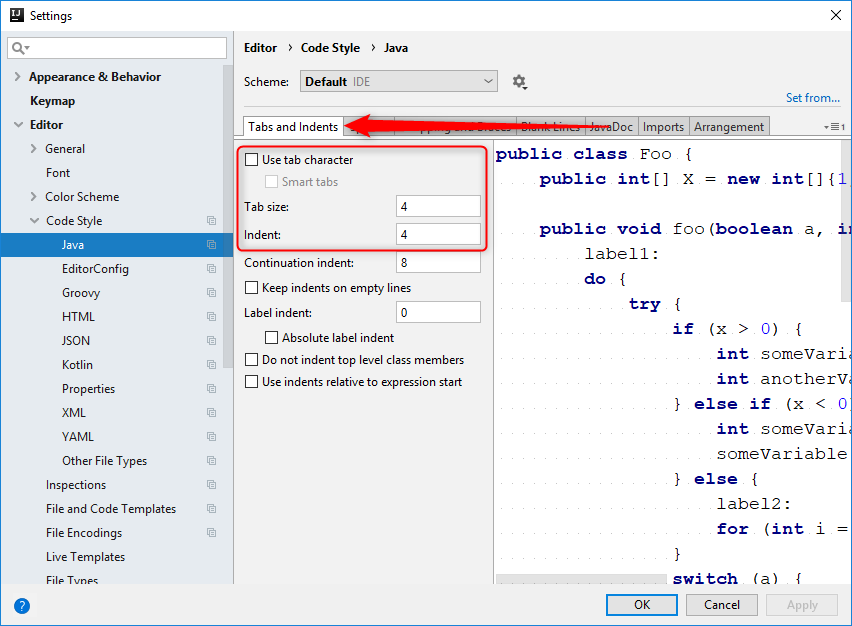 IJ Settings
Appearance & Behavior
Keymap
Editor
General
Font
Color Scheme
Code Style
Java
EditorConfig
Groovy
HTML
JSON
Kotlin
Properties
XML
YAML
Other File Types
Inspections
File and Code Templates
File Encodings
Live Templates
File Types
Editor › Code Style › Java
Scheme: Default IDE
Set from...
Tabs and Indents Blank Lines JavaDoc Imports Arrangement 1
Use tab character
Smart tabs
Tab size: 4
Indent: 4
Continuation indent: 8
Keep indents on empty lines
Label indent: 0
Absolute label indent
Do not indent top level class members
Use indents relative to expression start
public class Foo {
public int[] X = new int[]{1
public void foo(boolean a, in
label1:
do {
try {
if (x > 0) {
int someVaria
int anotherVa
} else if (x < 0)
int someVaria
someVariable
} else {
label2:
for (int i =
}
switch (a) {
?
OK Cancel Apply